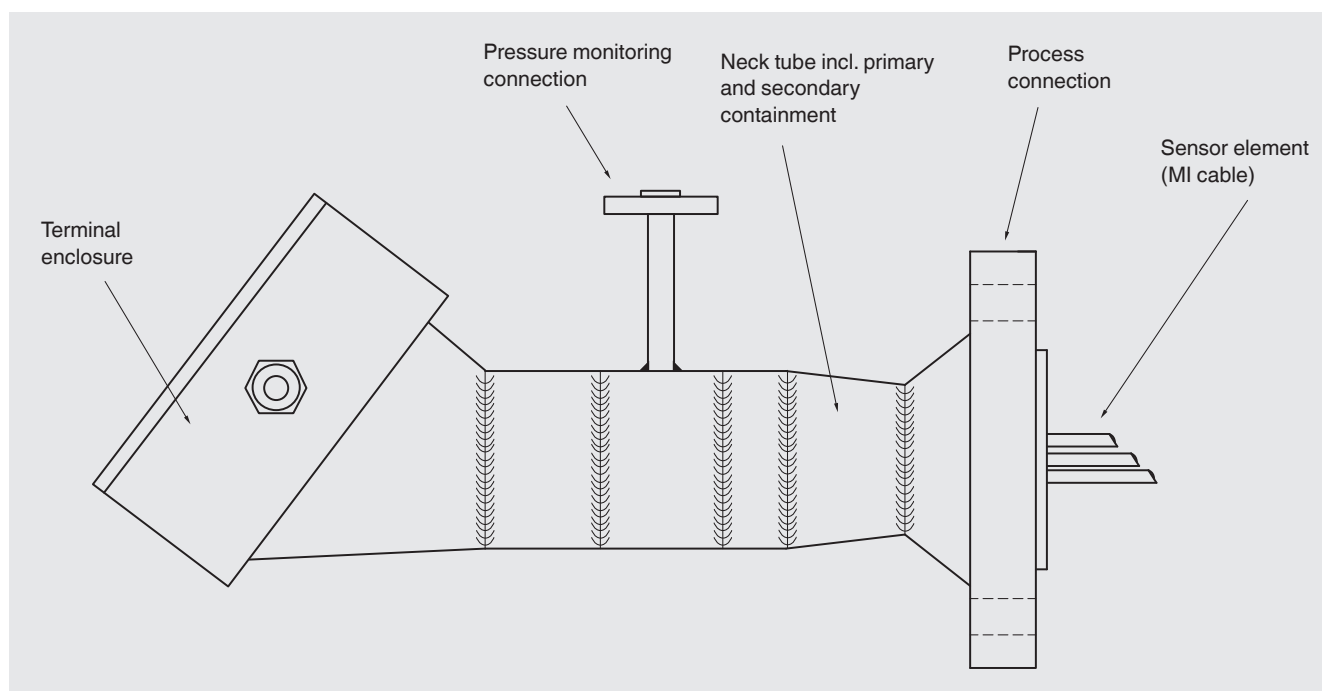 Pressure monitoring
connection
Neck tube incl. primary
and secondary
containment
Process
connection
Sensor element
(MI cable)
Terminal
enclosure